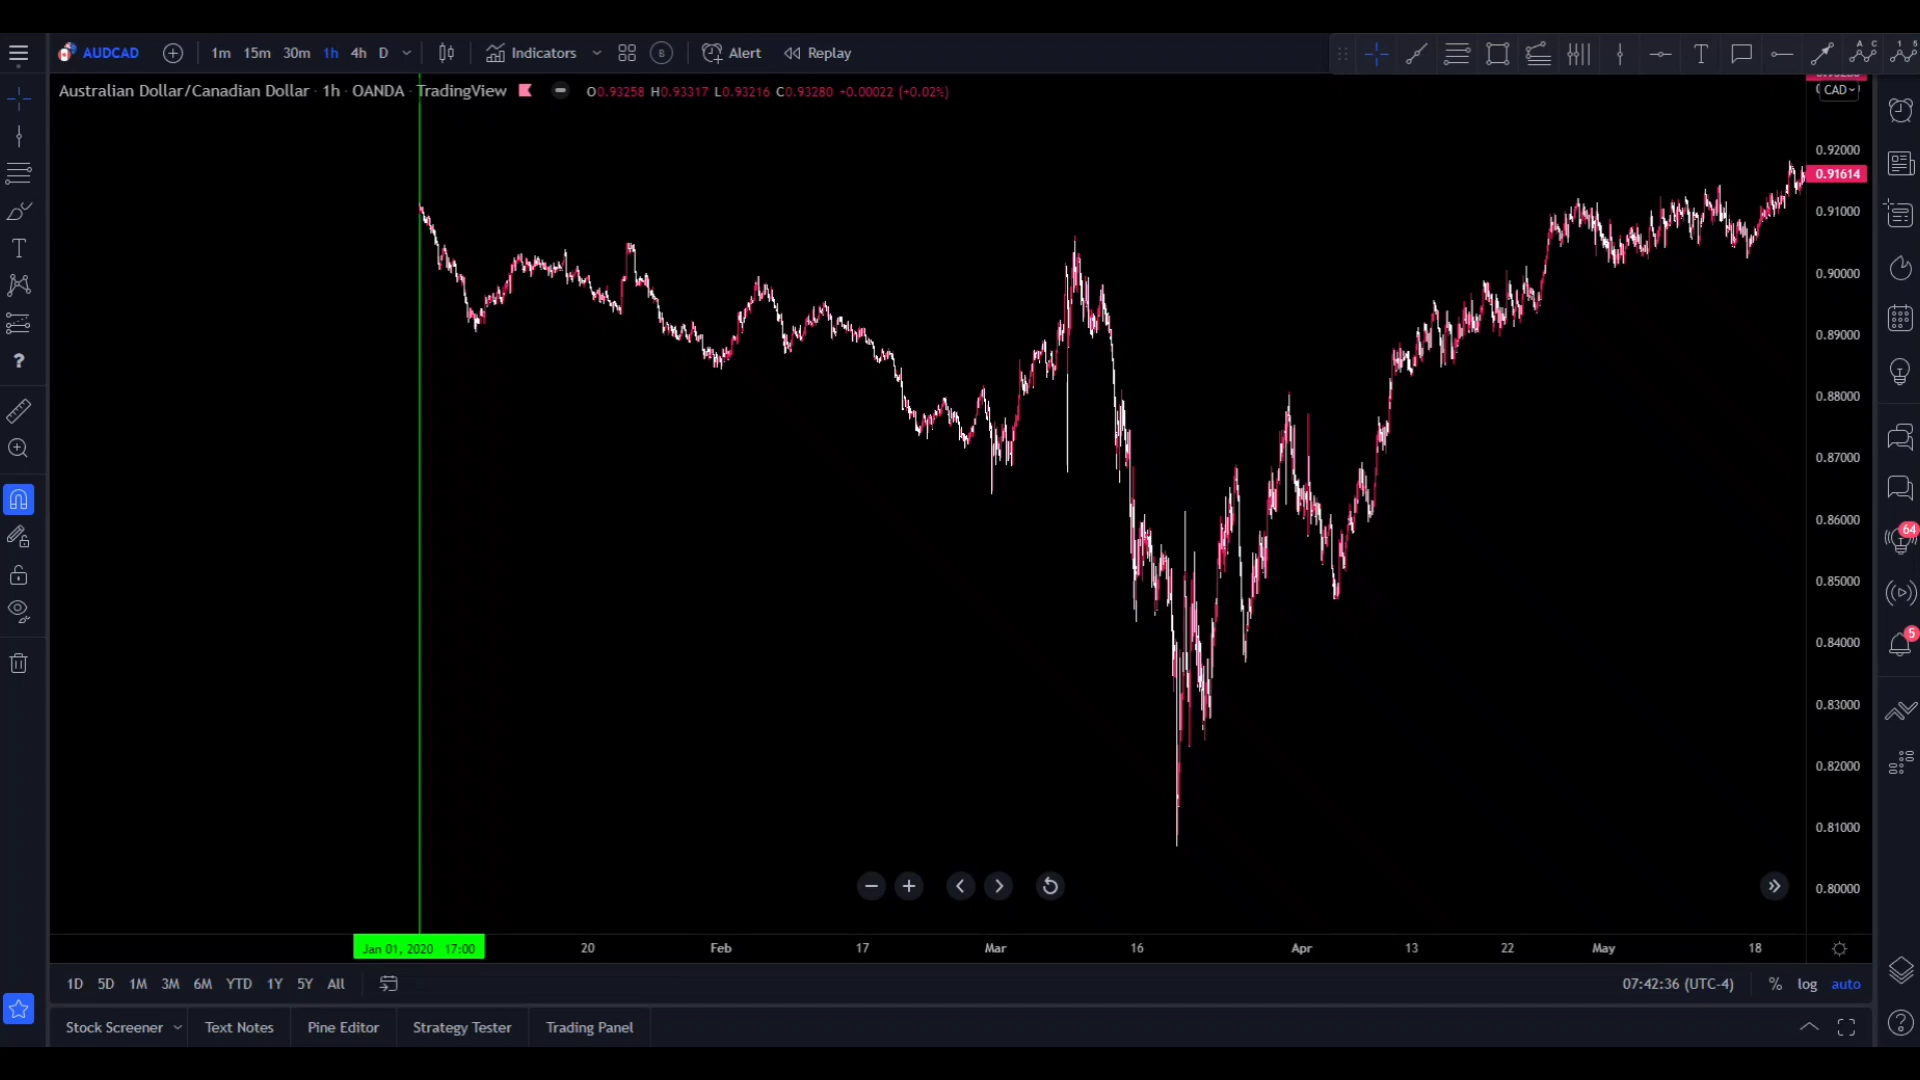 AUDCAD 1m 15m 30m 1h 4h D Indicators B Alert Replay
Australian Dollar/Canadian Dollar · 1h · OANDA · TradingView O0.93258 H0.93317 L0.93216 C0.93280 +0.00022 (+0.02%)
CAD
0.92000
0.91614
0.91000
0.90000
0.89000
0.88000
0.87000
0.86000
0.85000
0.84000
0.83000
0.82000
0.81000
0.80000
64
5
Jan 01, 2020 17:00 20 Feb 17 Mar 16 Apr 13 22 May 18
1D 5D 1M 3M 6M YTD 1Y 5Y All 07:42:36 (UTC-4) % log auto
Stock Screener Text Notes Pine Editor Strategy Tester Trading Panel